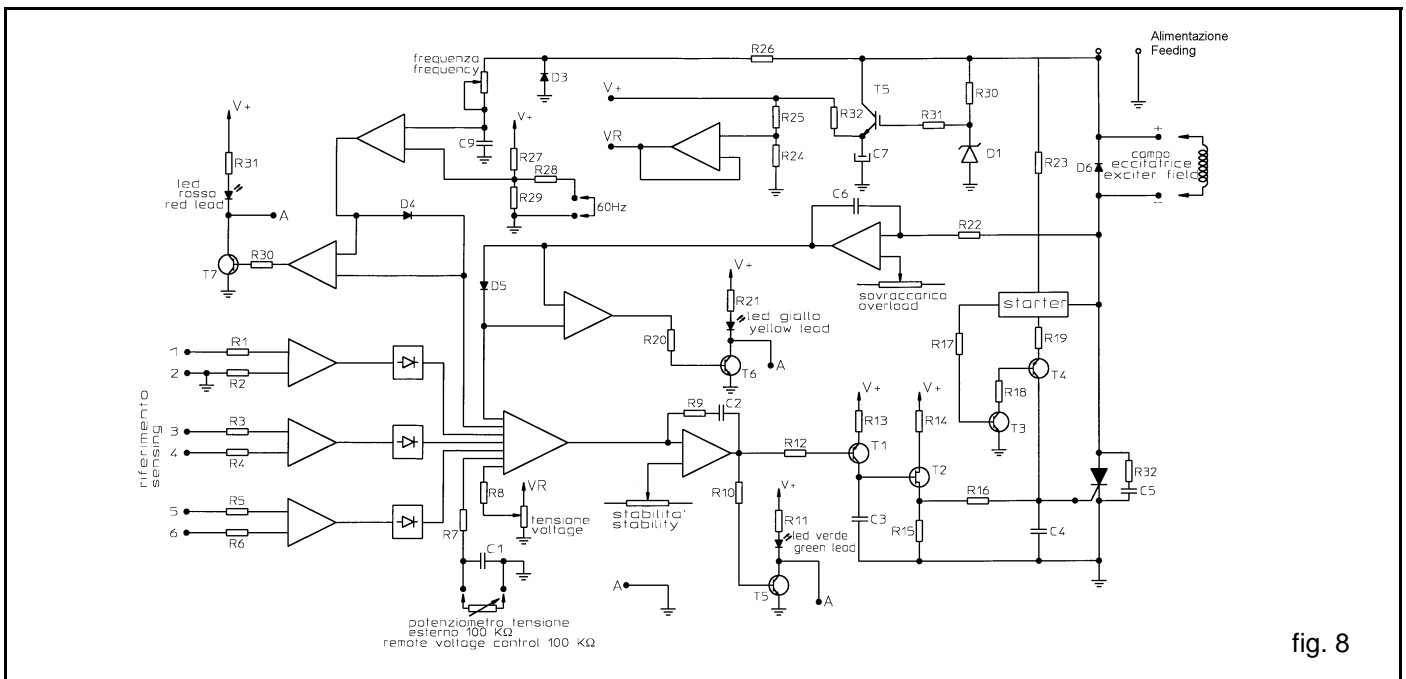 Alimentazione
Feeding
frequenza
frequency
R26
D3
V+
T5
R30
R25
R32
R31
VR
C9
R24
C7
D1
R23
V+
R27
R28
R29
60Hz
D6
+
campo
eccitatrice
exciter field
–
V+
R31
led
rosso
red lead
A
D4
C6
R22
T7
R30
sovraccarico
overload
starter
D5
V+
R21
led giallo
yellow lead
R20
T6
A
R17
R19
T4
R18
T3
riferimento
sensing
1
R1
2
R2
3
R3
4
R4
5
R5
6
R6
R9
C2
V+
R13
V+
R14
R12
T1
T2
R8
VR
tensione
voltage
R7
C1
stabilita'
stability
R10
V+
R11
led verde
green lead
T5
A
A
C3
R15
R16
C4
R32
C5
potenziometro tensione
esterno 100 KΩ
remote voltage control 100 KΩ
fig. 8